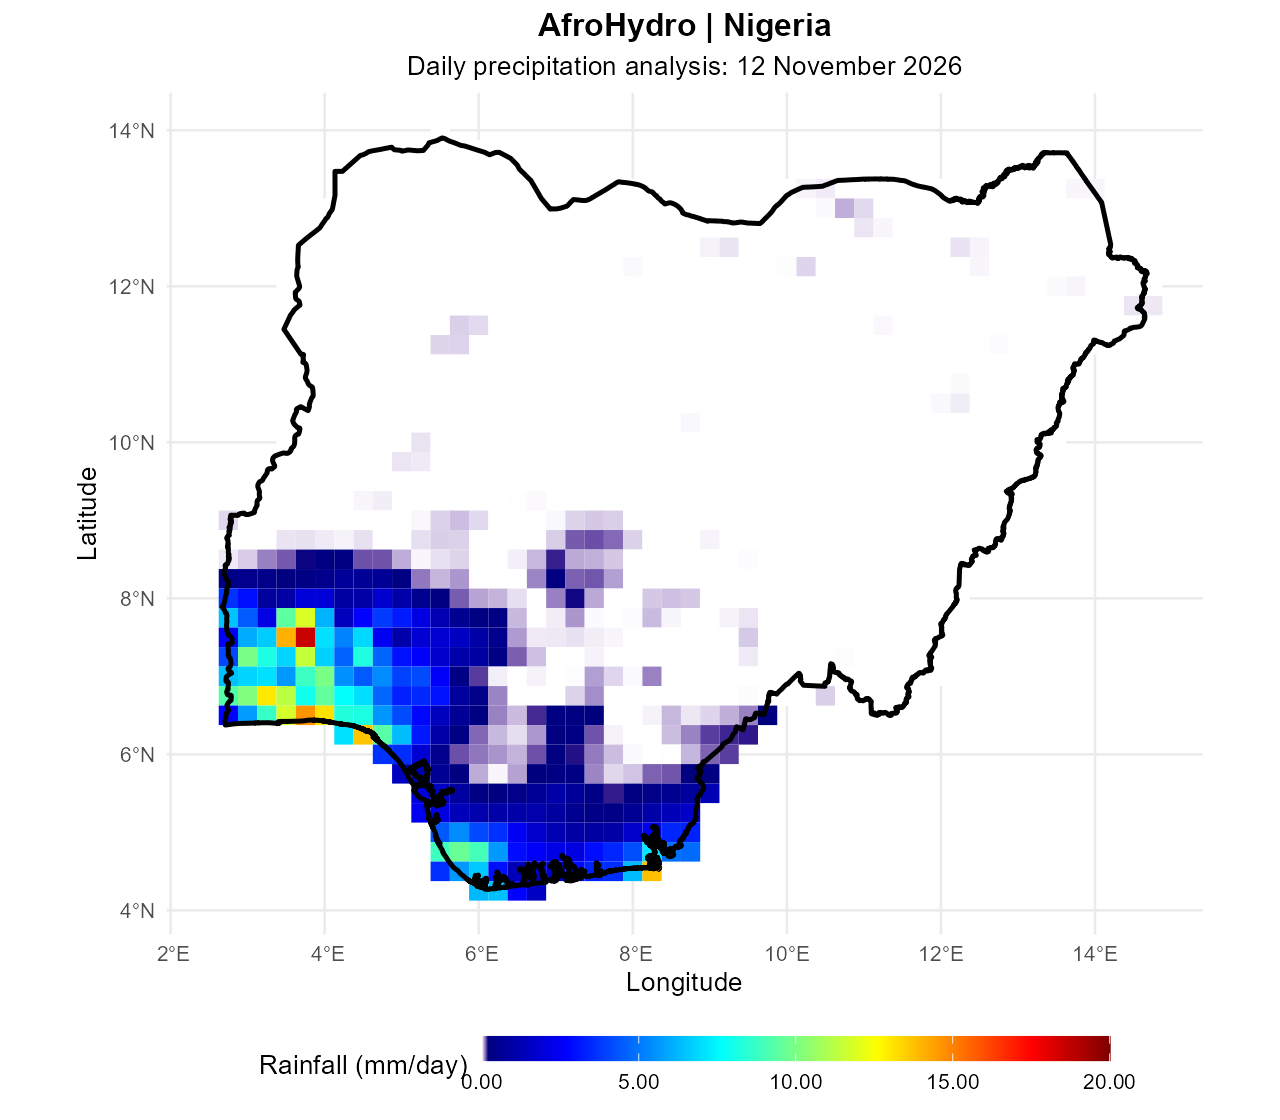 AfroHydro | Nigeria
Daily precipitation analysis: 12 November 2026
14°N
12°N
10°N
8°N
6°N
4°N
Latitude
2°E 4°E 6°E 8°E 10°E 12°E 14°E
Longitude
Rainfall (mm/day)
0.00 5.00 10.00 15.00 20.00